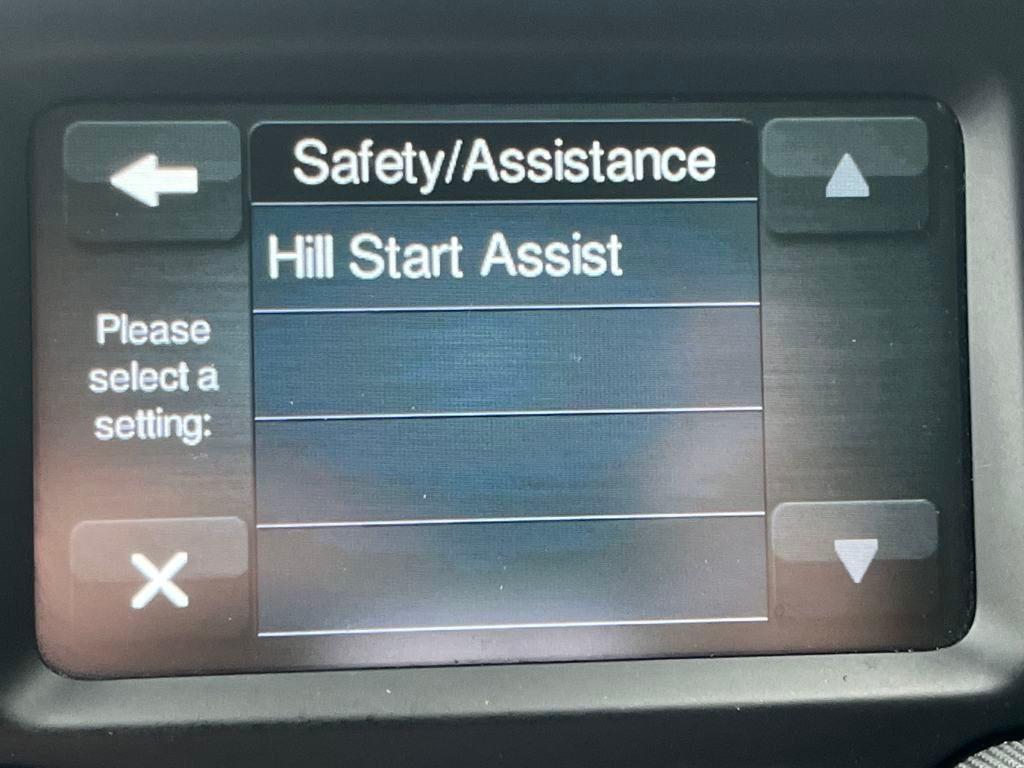 Safety/Assistance
Hill Start Assist
Please
select a
setting: